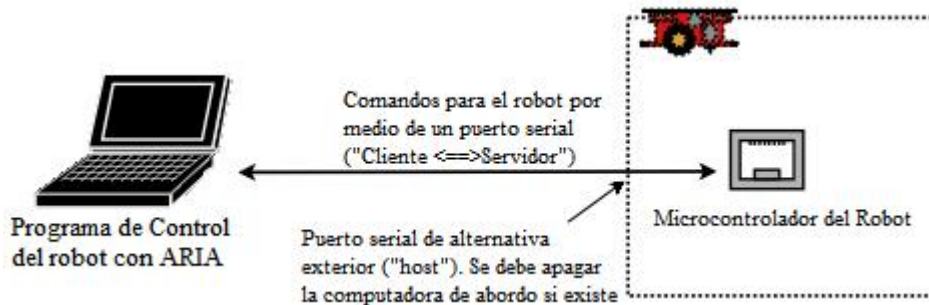 Comandos para el robot por
medio de un puerto serial
("Cliente <==>Servidor")
Programa de Control
del robot con ARIA
Puerto serial de alternativa
exterior ("host"). Se debe apagar
la computadora de abordo si existe
Microcontrolador del Robot